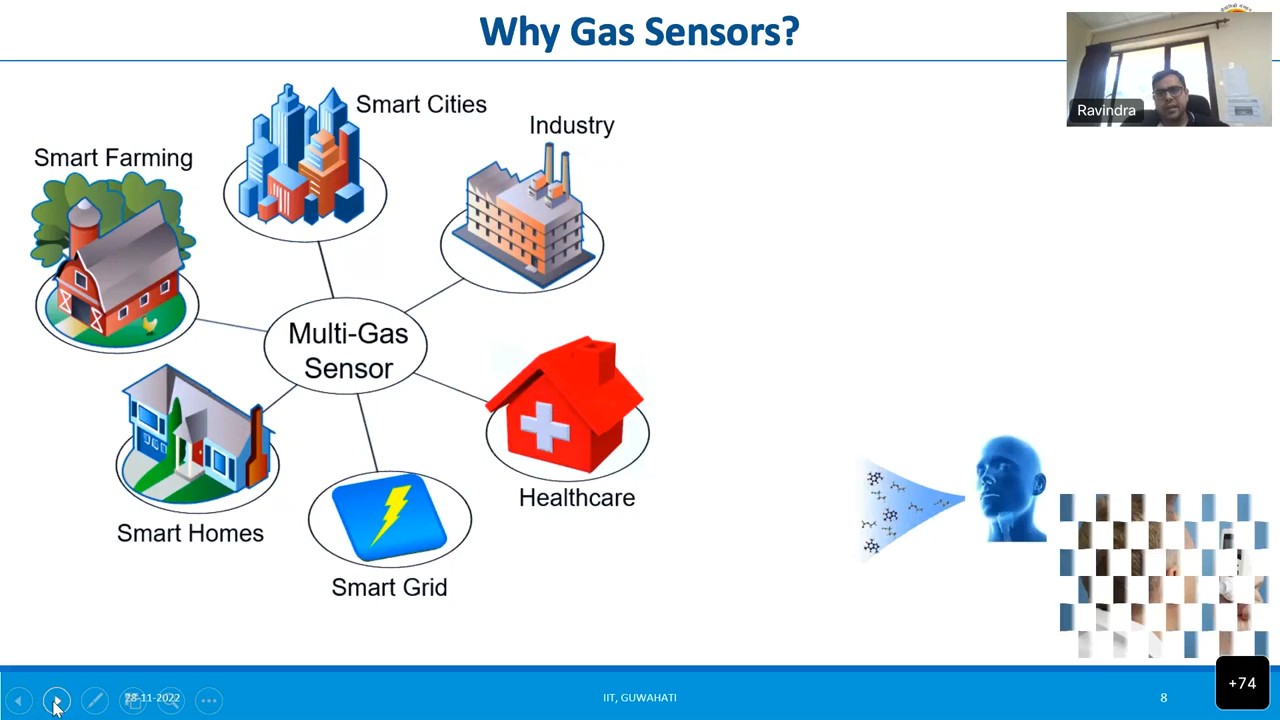 Why Gas Sensors?
Ravindra
Smart Cities
Industry
Smart Farming
Multi-Gas
Sensor
Healthcare
Smart Homes
Smart Grid
28-11-2022
IIT, GUWAHATI
8
+74